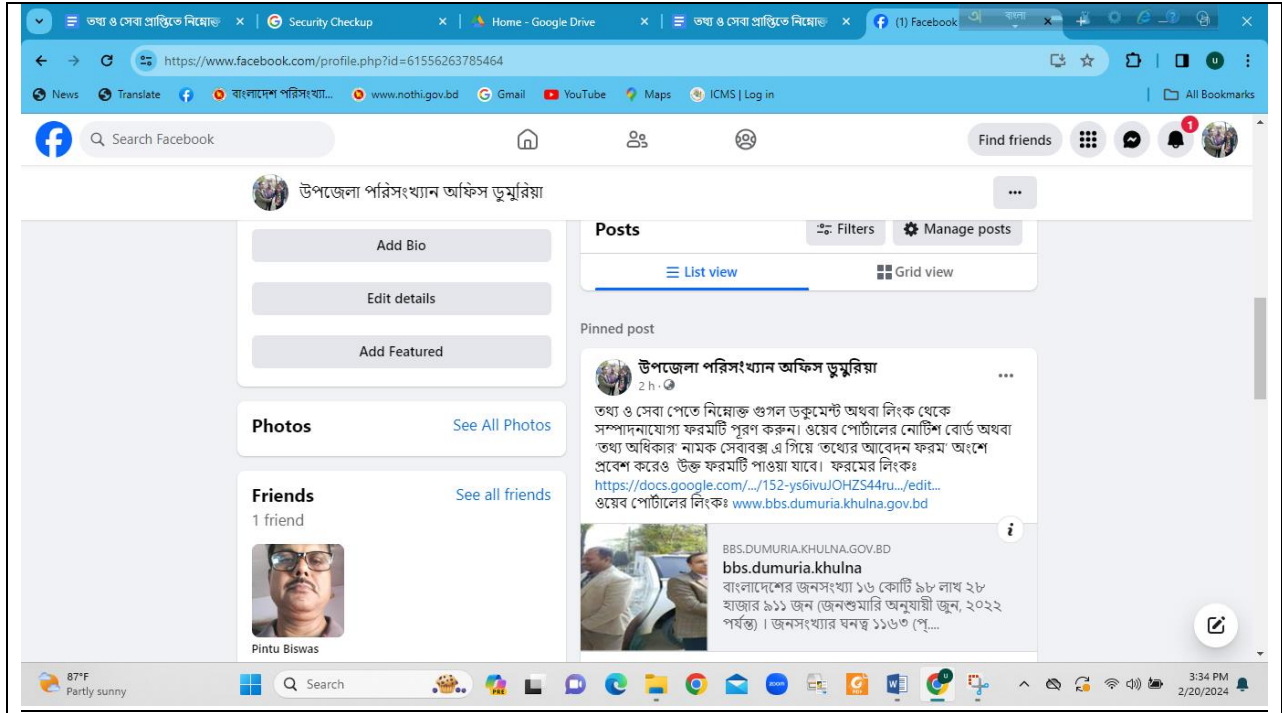 তথ্য ও সেবা প্রাপ্তিতে নিম্নোক্ত
Security Checkup
Home - Google Drive
তথ্য ও সেবা প্রাপ্তিতে নিম্নোক্ত
(1) Facebook
বাংলা
https://www.facebook.com/profile.php?id=61556263785464
News Translate বাংলাদেশ পরিসংখ্যা... www.nothi.gov.bd Gmail YouTube Maps ICMS | Log in All Bookmarks
Search Facebook
Find friends
1
উপজেলা পরিসংখ্যান অফিস ডুমুরিয়া
Add Bio
Edit details
Add Featured
Photos See All Photos
Friends See all friends
1 friend
Pintu Biswas
Posts Filters Manage posts
List view Grid view
Pinned post
উপজেলা পরিসংখ্যান অফিস ডুমুরিয়া
2 h
তথ্য ও সেবা পেতে নিম্নোক্ত গুগল ডকুমেন্ট অথবা লিংক থেকে
সম্পাদনাযোগ্য ফরমটি পূরণ করুন। ওয়েব পোর্টালের নোটিশ বোর্ড অথবা
'তথ্য অধিকার' নামক সেবাবক্স এ গিয়ে 'তথ্যের আবেদন ফরম' অংশে
প্রবেশ করেও উক্ত ফরমটি পাওয়া যাবে। ফরমের লিংকঃ
https://docs.google.com/.../152-ys6ivuJOHZS44ru.../edit...
ওয়েব পোর্টালের লিংকঃ www.bbs.dumuria.khulna.gov.bd
BBS.DUMURIA.KHULNA.GOV.BD
bbs.dumuria.khulna
বাংলাদেশের জনসংখ্যা ১৬ কোটি ৯৮ লাখ ২৮
হাজার ৯১১ জন (জনশুমারি অনুযায়ী জুন, ২০২২
পর্যন্ত) । জনসংখ্যার ঘনত্ব ১১৬৩ (প্....
87°F
Partly sunny
Search
3:34 PM
2/20/2024